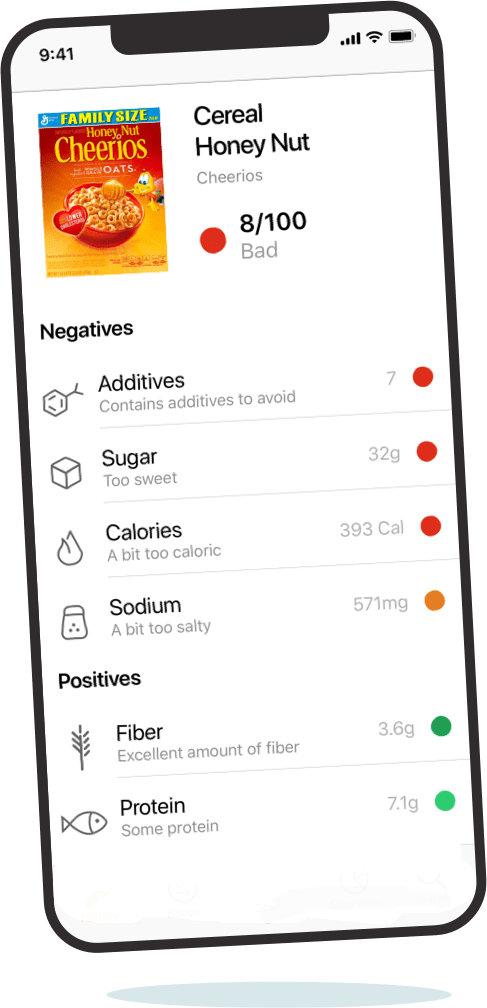 9:41
FAMILY SIZE
Honey Nut
Cheerios
OATS
LOWER
CHOLESTEROL
Cereal
Honey Nut
Cheerios
8/100
Bad
Negatives
Additives
7
Contains additives to avoid
Sugar
32g
Too sweet
Calories
393 Cal
A bit too caloric
Sodium
571mg
A bit too salty
Positives
Fiber
3.6g
Excellent amount of fiber
Protein
7.1g
Some protein